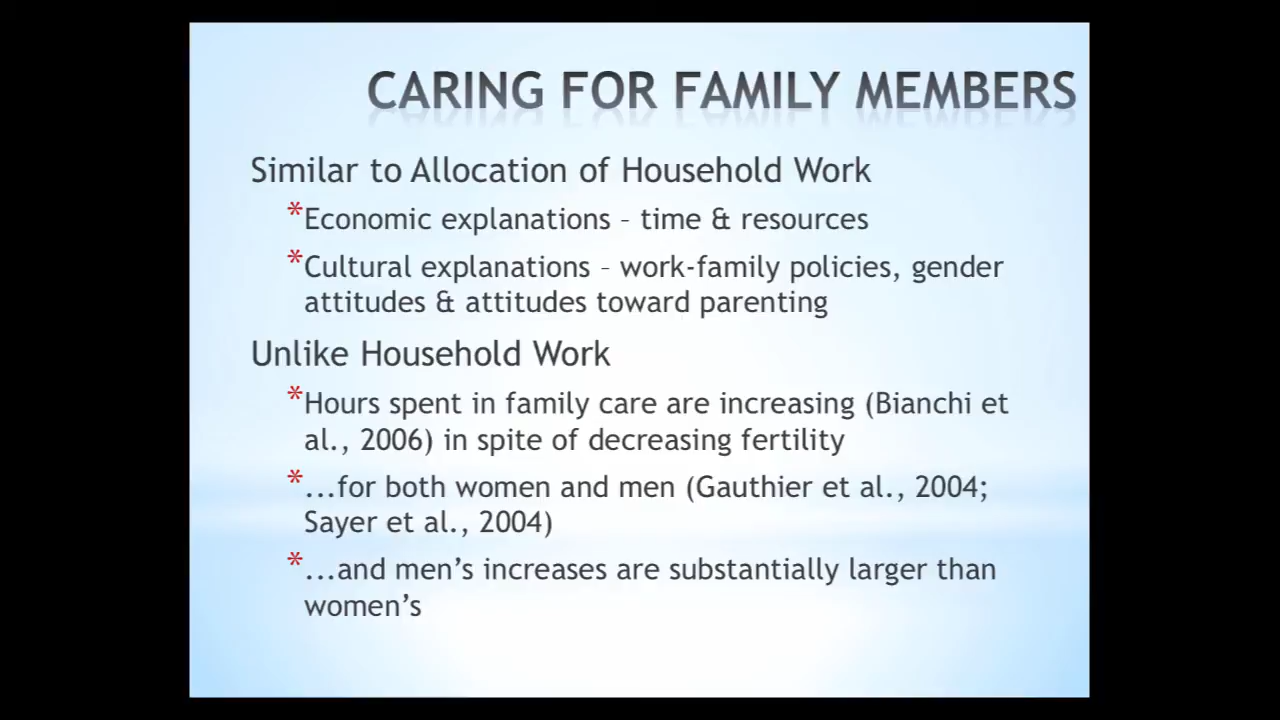 CARING FOR FAMILY MEMBERS
Similar to Allocation of Household Work
*Economic explanations – time & resources
*Cultural explanations – work-family policies, gender
attitudes & attitudes toward parenting
Unlike Household Work
*Hours spent in family care are increasing (Bianchi et
al., 2006) in spite of decreasing fertility
*...for both women and men (Gauthier et al., 2004;
Sayer et al., 2004)
*...and men’s increases are substantially larger than
women’s